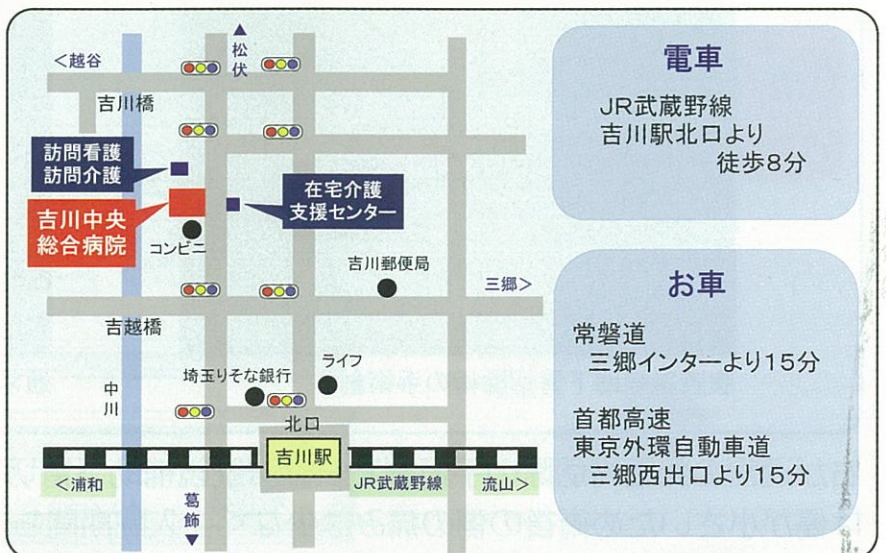 ▲松伏
<越谷
吉川橋
訪問看護
訪問介護
吉川中央
総合病院
コンビニ
在宅介護
支援センター
吉川郵便局
三郷>
吉越橋
中川
埼玉りそな銀行
ライフ
北口
吉川駅
<浦和
JR武蔵野線
流山>
葛飾▼
電車
JR武蔵野線
吉川駅北口より
徒歩8分
お車
常磐道
三郷インターより15分
首都高速
東京外環自動車道
三郷西出口より15分